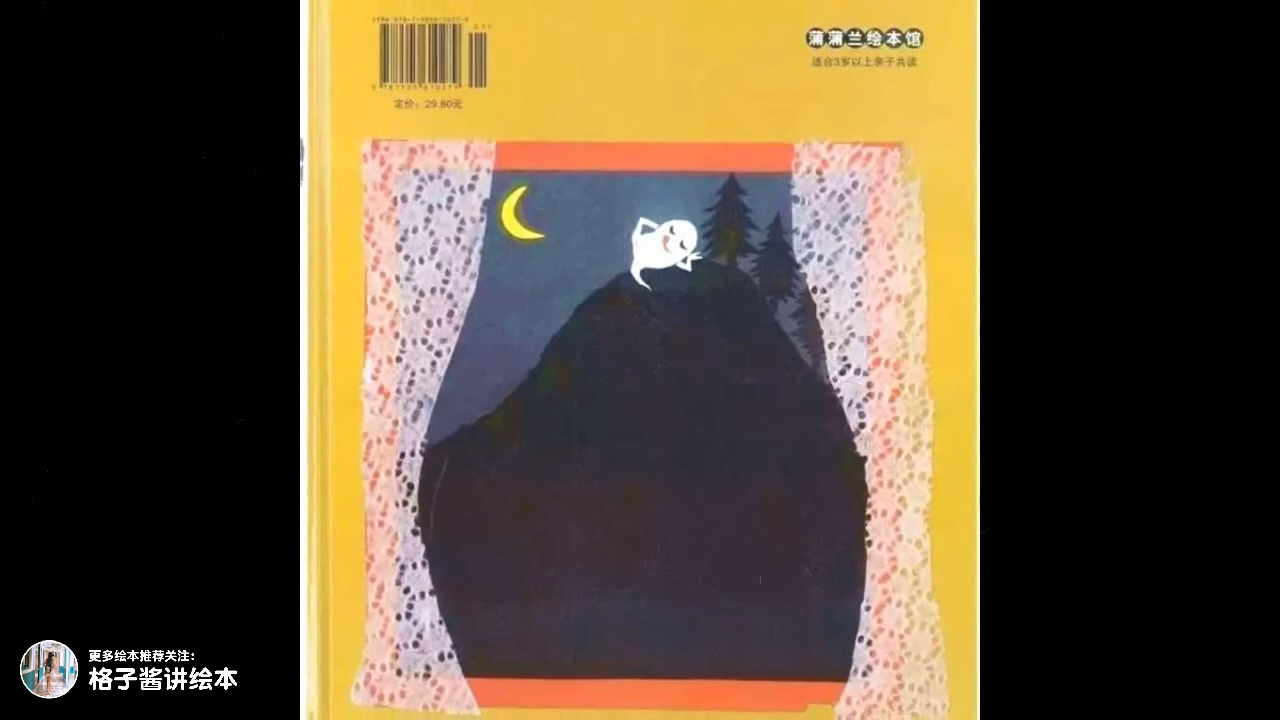 蒲蒲兰绘本馆
适合3岁以上亲子共读
定价：29.80元
更多绘本推荐关注：
格子酱讲绘本